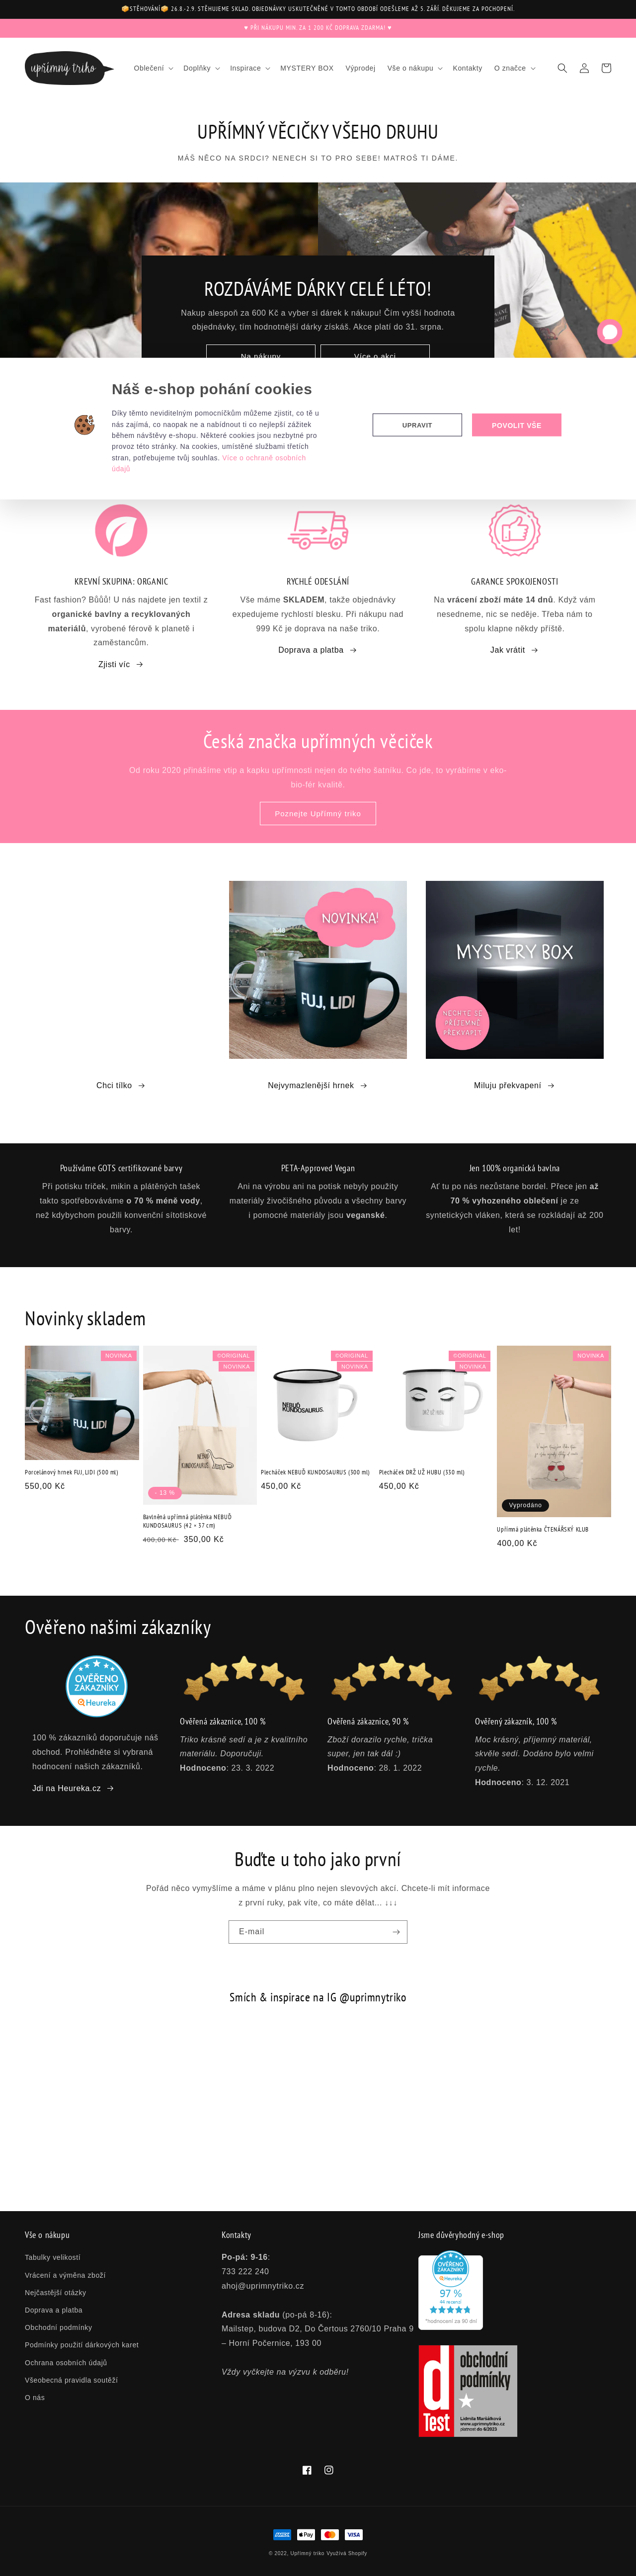 📦STĚHOVÁNÍ📦 26.8.-2.9. STĚHUJEME SKLAD. OBJEDNÁVKY USKUTEČNĚNÉ V TOMTO OBDOBÍ ODEŠLEME AŽ 5. ZÁŘÍ. DĚKUJEME ZA POCHOPENÍ.
♥ PŘI NÁKUPU MIN. ZA 1 200 KČ DOPRAVA ZDARMA! ♥
upřímný triko
Oblečení
Doplňky
Inspirace
MYSTERY BOX
Výprodej
Vše o nákupu
Kontakty
O značce
UPŘÍMNÝ VĚCIČKY VŠEHO DRUHU
MÁŠ NĚCO NA SRDCI? NENECH SI TO PRO SEBE! MATROŠ TI DÁME.
ROZDÁVÁME DÁRKY CELÉ LÉTO!
Nakup alespoň za 600 Kč a vyber si dárek k nákupu! Čím vyšší hodnota
objednávky, tím hodnotnější dárky získáš. Akce platí do 31. srpna.
Na nákupy
Více o akci
Náš e-shop pohání cookies
Díky těmto neviditelným pomocníčkům můžeme zjistit, co tě u
nás zajímá, co naopak ne a nabídnout ti co nejpříjemnější zážitek
během návštěvy e-shopu. Některé cookies jsou nezbytné pro
provoz této stránky. Na cookies, umístěné službami třetích
stran, potřebujeme tvůj souhlas. Více o ochraně osobních
údajů
UPRAVIT
POVOLIT VŠE
KREVNÍ SKUPINA: ORGANIC
Fast fashion? Bůůů! U nás najdete jen textil z
organické bavlny a recyklovaných
materiálů, vyrobené férově k planetě i
zaměstancům.
Zjisti víc →
RYCHLÉ ODESLÁNÍ
Vše máme SKLADEM, takže objednávky
expedujeme rychlostí blesku. Při nákupu nad
999 Kč je doprava na naše triko.
Doprava a platba →
GARANCE SPOKOJENOSTI
Na vrácení zboží máte 14 dnů. Když vám
nesedneme, nic se neděje. Třeba nám to
spolu klapne někdy příště.
Jak vrátit →
Česká značka upřímných věciček
Od roku 2020 přinášíme vtip a kapku upřímnosti nejen do tvého šatníku. Co jde, to vyrábíme v eko-
bio-fér kvalitě.
Poznejte Upřímný triko
NOVINKA!
FUJ, LIDI
MYSTERY BOX
NECHTE SE
PŘÍJEMNĚ
PŘEKVAPIT
Chci tílko →
Nejvymazlenější hrnek →
Miluju překvapení →
Používáme GOTS certifikované barvy
Při potisku triček, mikin a plátěných tašek
takto spotřebováváme o 70 % méně vody,
než kdybychom použili konvenční sítotiskové
barvy.
PETA-Approved Vegan
Ani na výrobu ani na potisk nebyly použity
materiály živočišného původu a všechny barvy
i pomocné materiály jsou veganské.
Jen 100% organická bavlna
Ať tu po nás nezůstane bordel. Přece jen až
70 % vyhozeného oblečení je ze
syntetických vláken, která se rozkládají až 200
let!
Novinky skladem
NOVINKA
FUJ, LIDI
Porcelánový hrnek FUJ, LIDI (500 ml)
550,00 Kč
©ORIGINÁL
NOVINKA
NEBUĎ
KUNDOSAURUS
- 13 %
Bavlněná upřímná plátěnka NEBUĎ
KUNDOSAURUS (42 × 37 cm)
400,00 Kč 350,00 Kč
©ORIGINÁL
NOVINKA
NEBUĎ
KUNDOSAURUS.
Plecháček NEBUĎ KUNDOSAURUS (300 ml)
450,00 Kč
©ORIGINÁL
NOVINKA
DRŽ UŽ HUBU
Plecháček DRŽ UŽ HUBU (330 ml)
450,00 Kč
NOVINKA
Vyprodáno
Upřímná plátěnka ČTENÁŘSKÝ KLUB
400,00 Kč
Ověřeno našimi zákazníky
OVĚŘENO
ZÁKAZNÍKY
Heureka
100 % zákazníků doporučuje náš
obchod. Prohlédněte si vybraná
hodnocení našich zákazníků.
Jdi na Heureka.cz →
Ověřená zákaznice, 100 %
Triko krásně sedí a je z kvalitního
materiálu. Doporučuji.
Hodnoceno: 23. 3. 2022
Ověřená zákaznice, 90 %
Zboží dorazilo rychle, trička
super, jen tak dál :)
Hodnoceno: 28. 1. 2022
Ověřený zákazník, 100 %
Moc krásný, příjemný materiál,
skvěle sedí. Dodáno bylo velmi
rychle.
Hodnoceno: 3. 12. 2021
Buďte u toho jako první
Pořád něco vymyšlíme a máme v plánu plno nejen slevových akcí. Chcete-li mít informace
z první ruky, pak víte, co máte dělat... ↓↓↓
E-mail
Smích & inspirace na IG @uprimnytriko
Vše o nákupu
Tabulky velikostí
Vrácení a výměna zboží
Nejčastější otázky
Doprava a platba
Obchodní podmínky
Podmínky použití dárkových karet
Ochrana osobních údajů
Všeobecná pravidla soutěží
O nás
Kontakty
Po-pá: 9-16:
733 222 240
ahoj@uprimnytriko.cz
Adresa skladu (po-pá 8-16):
Mailstep, budova D2, Do Čertous 2760/10 Praha 9
– Horní Počernice, 193 00
Vždy vyčkejte na výzvu k odběru!
Jsme důvěryhodný e-shop
OVĚŘENO
ZÁKAZNÍKY
Heureka
97 %
44 recenzí
*hodnocení za 90 dní
dTest
obchodní
podmínky
Lidmila Maršálková
www.uprimnytriko.cz
platnost do 6/2023
Pay
VISA
© 2022, Upřímný triko Využívá Shopify